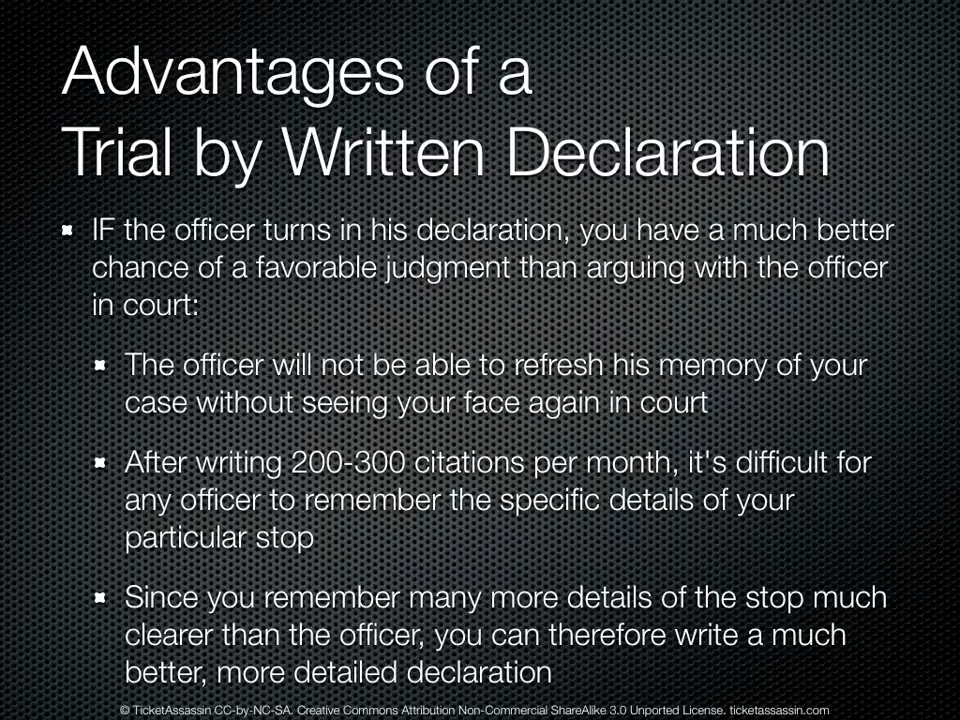 Advantages of a
Trial by Written Declaration
IF the officer turns in his declaration, you have a much better
chance of a favorable judgment than arguing with the officer
in court:
The officer will not be able to refresh his memory of your
case without seeing your face again in court
After writing 200-300 citations per month, it's difficult for
any officer to remember the specific details of your
particular stop
Since you remember many more details of the stop much
clearer than the officer, you can therefore write a much
better, more detailed declaration
© TicketAssassin CC-by-NC-SA. Creative Commons Attribution Non-Commercial ShareAlike 3.0 Unported License. ticketassassin.com